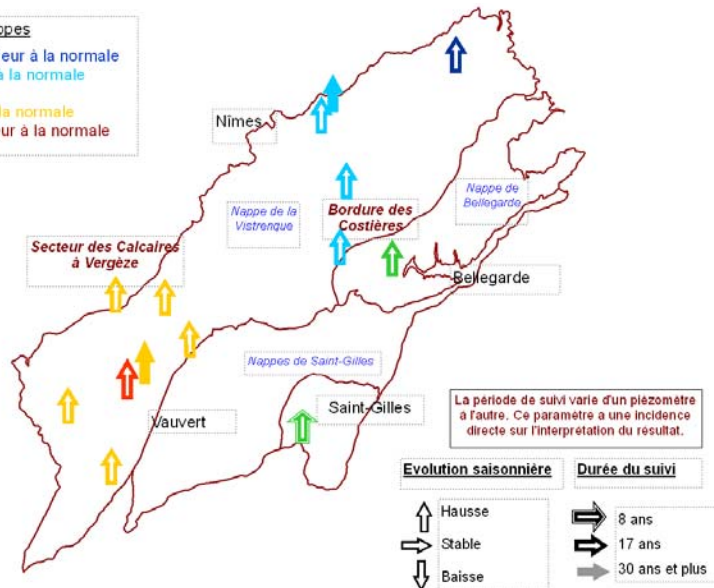 eur à la normale
à la normale
la normale
ur à la normale
Nîmes
Nappe de la
Vistrenque
Bordure des
Costières
Nappe de
Bellegarde
Secteur des Calcaires
à Vergèze
Bellegarde
Nappes de Saint-Gilles
Vauvert
Saint-Gilles
La période de suivi varie d'un piézomètre
à l'autre. Ce paramètre a une incidence
directe sur l'interprétation du resultat.
Evolution saisonnière
Hausse
Stable
Baisse
Durée du suivi
8 ans
17 ans
30 ans et plus